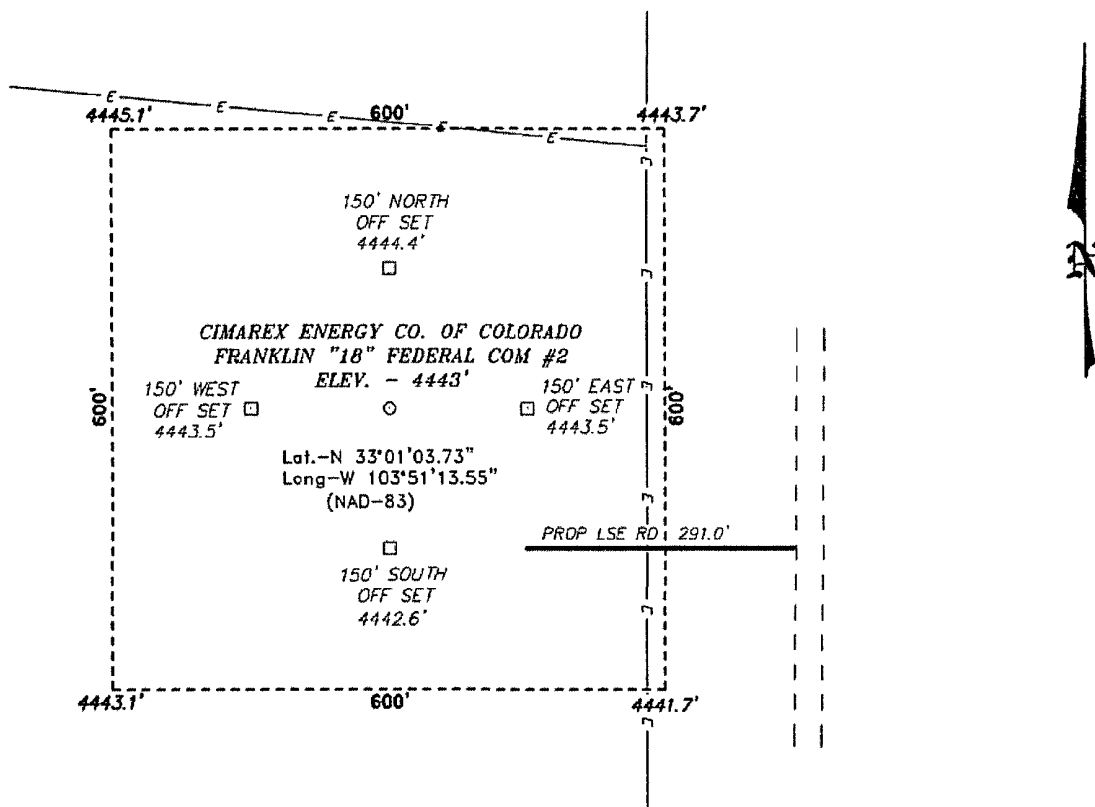 E E E E E
4445.1' 600' 4443.7'
150' NORTH
OFF SET
4444.4'
CIMAREX ENERGY CO. OF COLORADO
FRANKLIN "18" FEDERAL COM #2
ELEV. - 4443'
150' WEST
OFF SET
4443.5'
150' EAST
OFF SET
4443.5'
600'
600'
Lat.-N 33°01'03.73"
Long-W 103°51'13.55"
(NAD-83)
PROP LSE RD 291.0'
150' SOUTH
OFF SET
4442.6'
4443.1' 600' 4441.7'